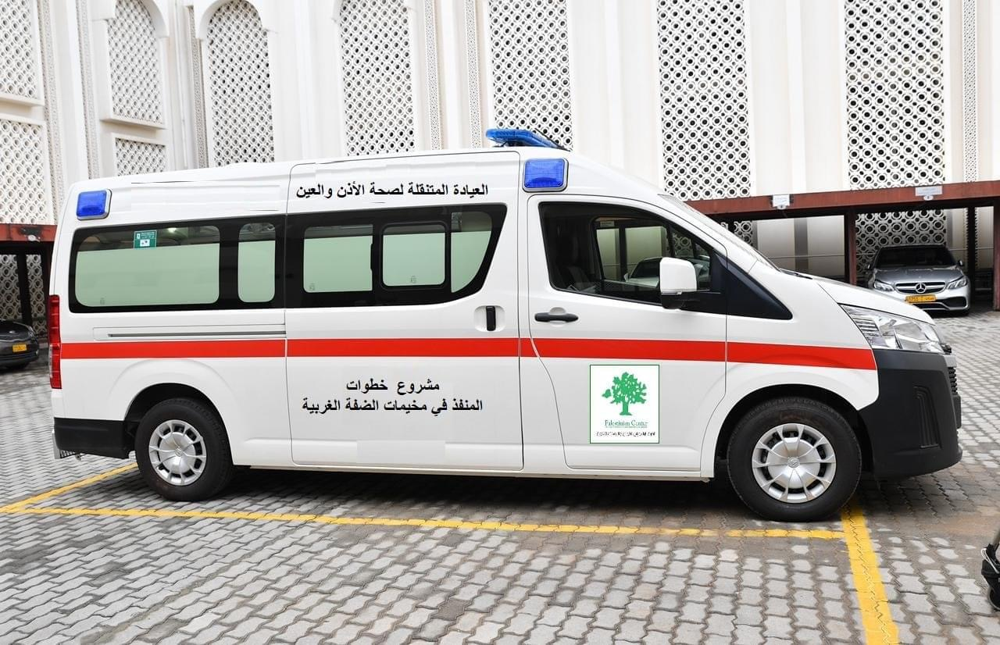 العيادة المتنقلة لصحة الأذن والعين
مشروع خطوات
المنفذ في مخيمات الضفة الغربية
Palestinian Center